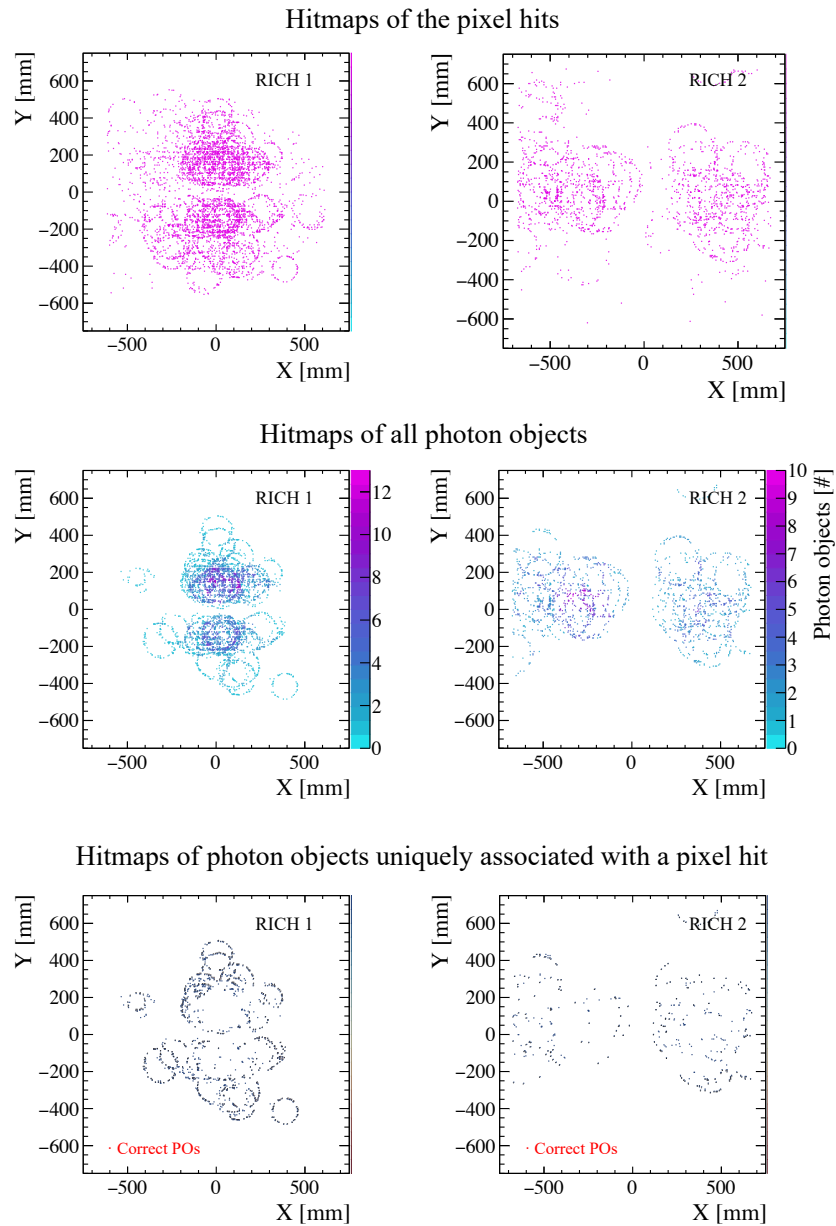 Hitmaps of the pixel hits
Y [mm]
600
400
200
0
−200
−400
−600
RICH 1
−500 0 500
X [mm]
Y [mm]
600
400
200
0
−200
−400
−600
RICH 2
−500 0 500
X [mm]
Hitmaps of all photon objects
Y [mm]
600
400
200
0
−200
−400
−600
RICH 1
−500 0 500
X [mm]
12
10
8
6
4
2
0
Y [mm]
600
400
200
0
−200
−400
−600
RICH 2
−500 0 500
X [mm]
10
9
8
7
6
5
4
3
2
1
0
Photon objects [#]
Hitmaps of photon objects uniquely associated with a pixel hit
Y [mm]
600
400
200
0
−200
−400
−600
RICH 1
Correct POs
−500 0 500
X [mm]
Y [mm]
600
400
200
0
−200
−400
−600
RICH 2
Correct POs
−500 0 500
X [mm]